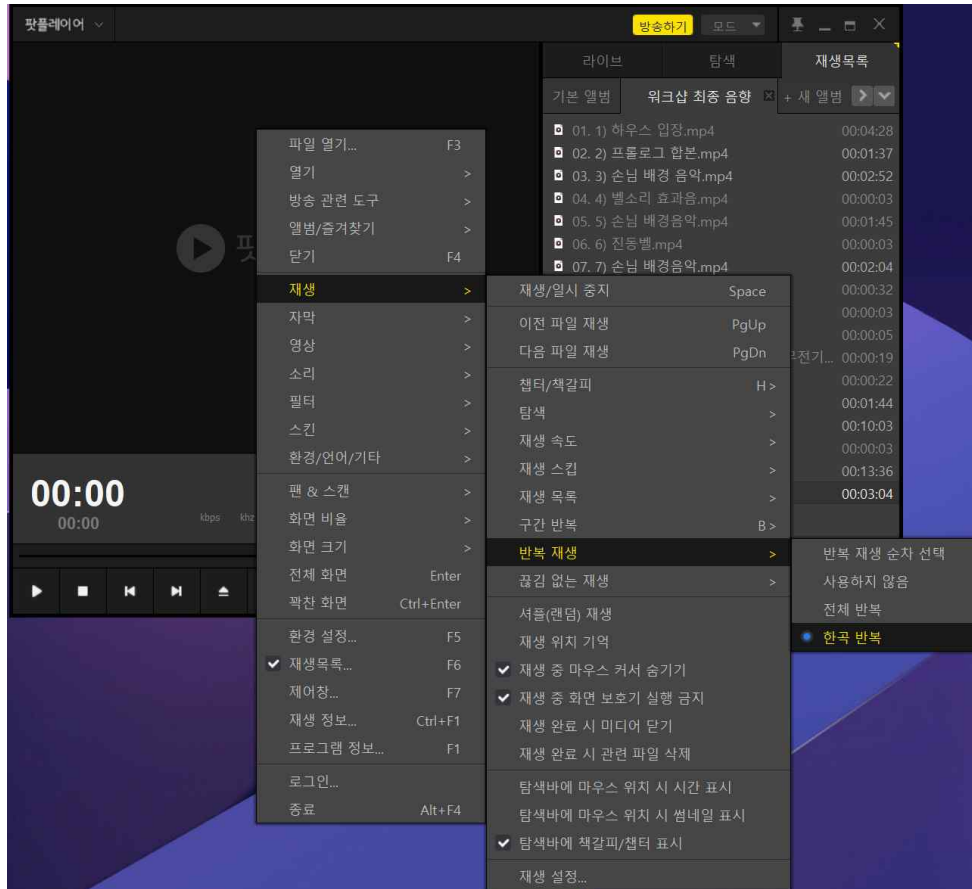 팟플레이어
방송하기
모드
라이브
탐색
재생목록
기본 앨범
워크샵 최종 음향
+ 새 앨범
01. 1) 하우스 입장.mp4 00:04:28
02. 2) 프롤로그 합본.mp4 00:01:37
03. 3) 손님 배경 음악.mp4 00:02:52
04. 4) 벨소리 효과음.mp4 00:00:03
05. 5) 손님 배경음악.mp4 00:01:45
06. 6) 진동벨.mp4 00:00:03
07. 7) 손님 배경음악.mp4 00:02:04
00:00:32
00:00:03
00:00:05
무전기... 00:00:19
00:00:22
00:01:44
00:10:03
00:00:03
00:13:36
00:03:04
팟
00:00
00:00
kbps khz
파일 열기... F3
열기 >
방송 관련 도구 >
앨범/즐겨찾기 >
닫기 F4
재생 >
자막 >
영상 >
소리 >
필터 >
스킨 >
환경/언어/기타 >
팬 & 스캔 >
화면 비율 >
화면 크기 >
전체 화면 Enter
꽉찬 화면 Ctrl+Enter
환경 설정... F5
재생목록... F6
제어창... F7
재생 정보... Ctrl+F1
프로그램 정보... F1
로그인...
종료 Alt+F4
재생/일시 중지 Space
이전 파일 재생 PgUp
다음 파일 재생 PgDn
챕터/책갈피 H >
탐색 >
재생 속도 >
재생 스킵 >
재생 목록 >
구간 반복 B >
반복 재생 >
끊김 없는 재생 >
셔플(랜덤) 재생
재생 위치 기억
재생 중 마우스 커서 숨기기
재생 중 화면 보호기 실행 금지
재생 완료 시 미디어 닫기
재생 완료 시 관련 파일 삭제
탐색바에 마우스 위치 시 시간 표시
탐색바에 마우스 위치 시 썸네일 표시
탐색바에 책갈피/챕터 표시
재생 설정...
반복 재생 순차 선택
사용하지 않음
전체 반복
한곡 반복